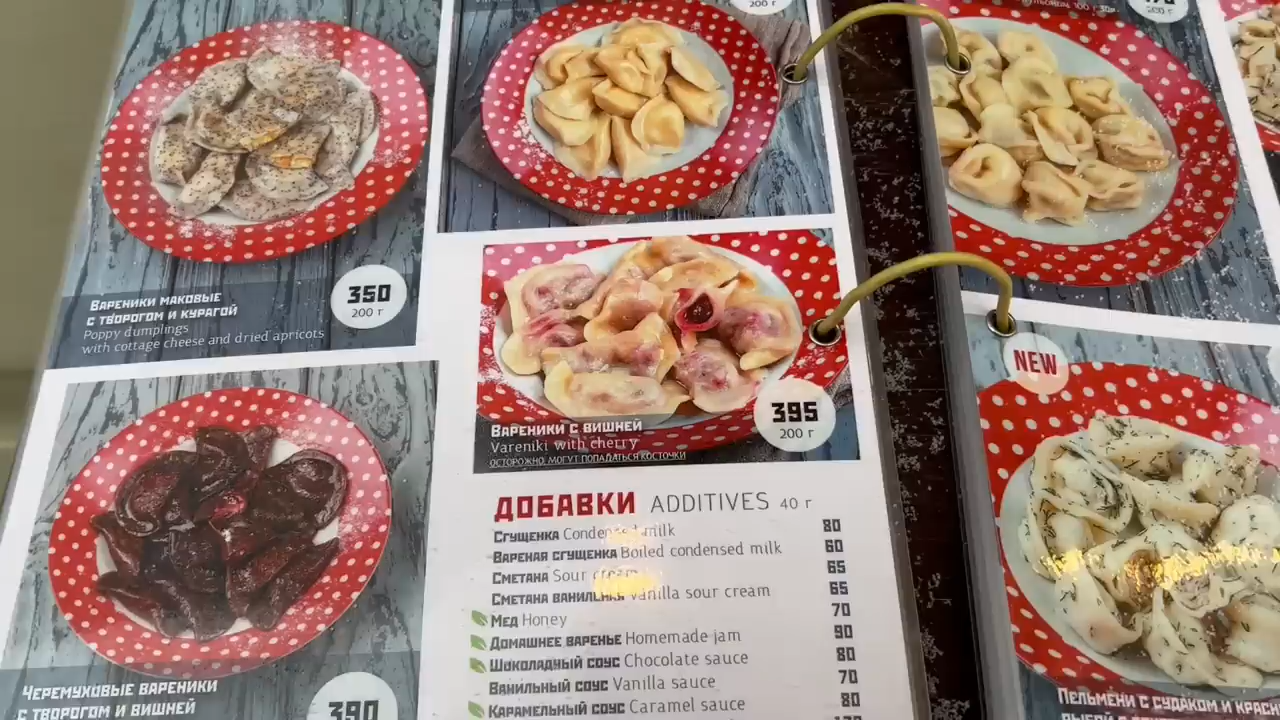 200 г
350
200 г
Вареники маковые
с творогом и курагой
Poppy dumplings
with cottage cheese and dried apricots
395
200 г
Вареники с вишней
Vareniki with cherry
ОСТОРОЖНО, МОГУТ ПОПАДАТЬСЯ КОСТОЧКИ
ДОБАВКИ ADDITIVES 40 г
Сгущенка Condensed milk 80
Вареная сгущенка Boiled condensed milk 60
Сметана Sour cream 65
Сметана ванильная Vanilla sour cream 65
Мед Honey 70
Домашнее варенье Homemade jam 90
Шоколадный соус Chocolate sauce 80
Ванильный соус Vanilla sauce 70
Карамельный соус Caramel sauce 80
Черемуховые вареники
с творогом и вишней
390
200 г
NEW
Пельмени с судаком и